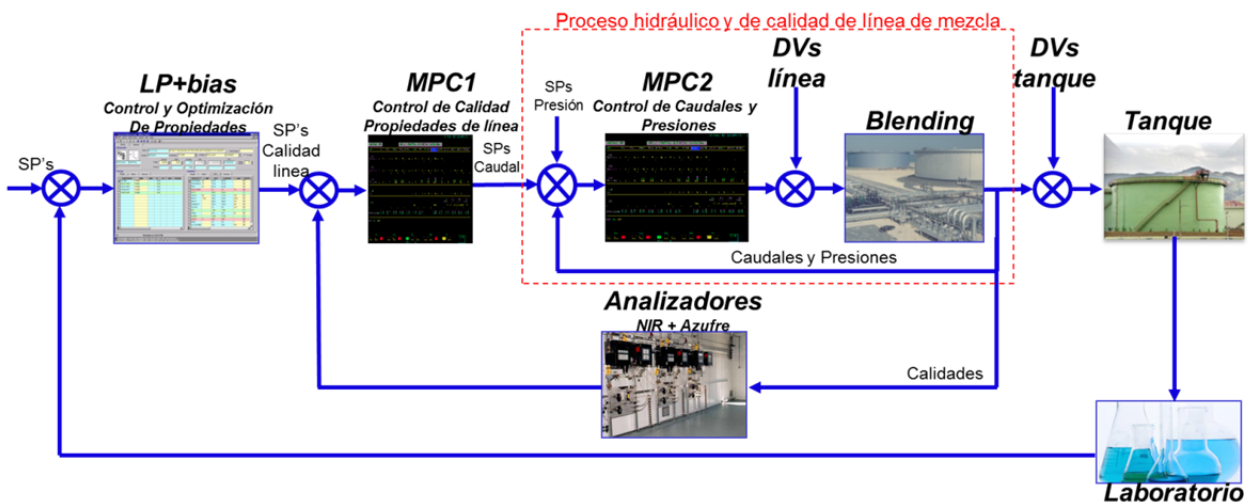 Proceso hidráulico y de calidad de línea de mezcla
LP+bias
Control y Optimización
De Propiedades
SP's
SP's
Calidad
linea
MPC1
Control de Calidad
Propiedades de línea
SPs
Caudal
SPs
Presión
MPC2
Control de Caudales y
Presiones
DVs
línea
Blending
DVs
tanque
Tanque
Caudales y Presiones
Analizadores
NIR + Azufre
Calidades
Laboratorio